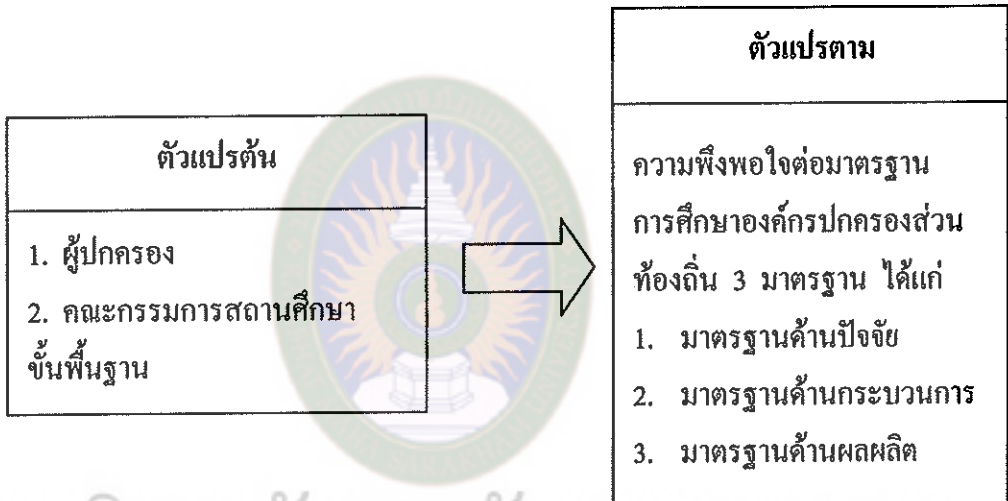 ตัวแปรต้น
1. ผู้ปกครอง
2. คณะกรรมการสถานศึกษา
ขั้นพื้นฐาน
ตัวแปรตาม
ความพึงพอใจต่อมาตรฐาน
การศึกษาองค์กรปกครองส่วน
ท้องถิ่น 3 มาตรฐาน ได้แก่
1. มาตรฐานด้านปัจจัย
2. มาตรฐานด้านกระบวนการ
3. มาตรฐานด้านผลผลิต